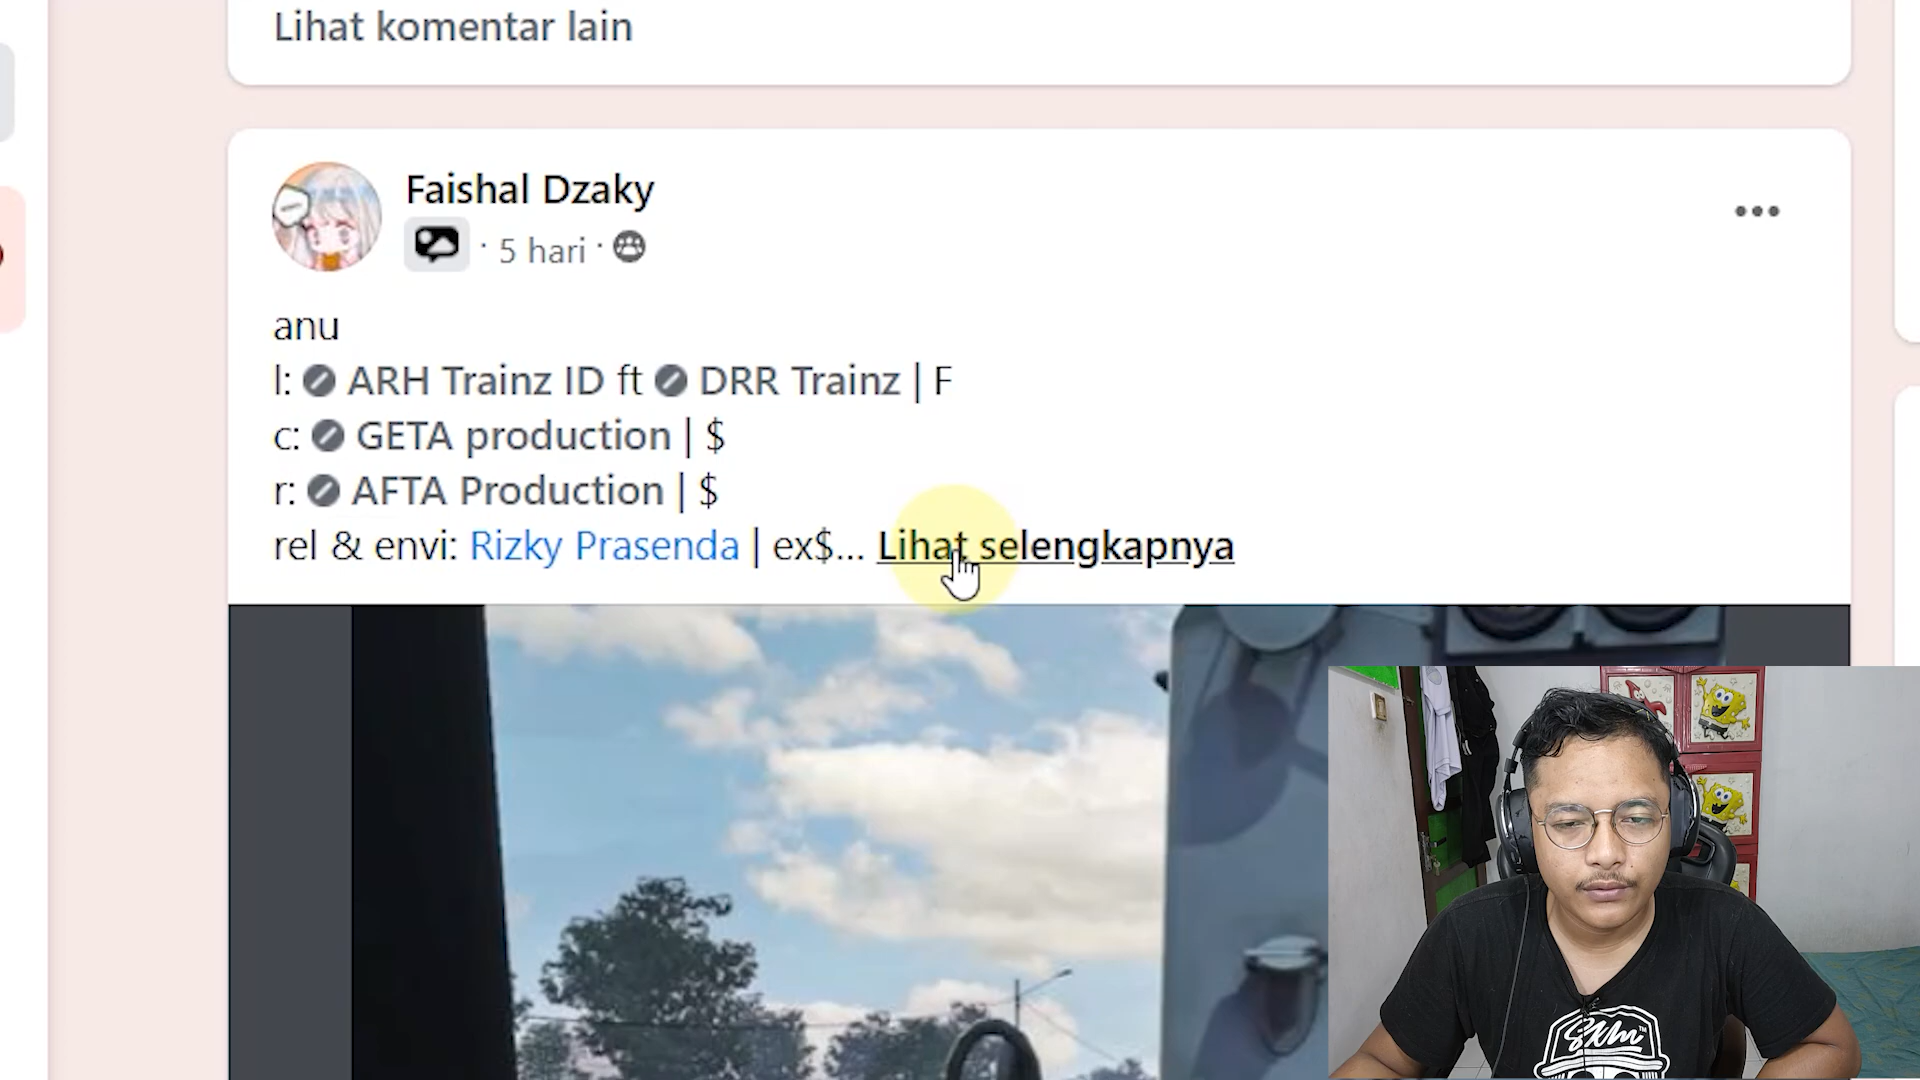 Lihat komentar lain
Faishal Dzaky
· 5 hari ·
anu
l: ARH Trainz ID ft DRR Trainz | F
c: GETA production | $
r: AFTA Production | $
rel & envi: Rizky Prasenda | ex$... Lihat selengkapnya